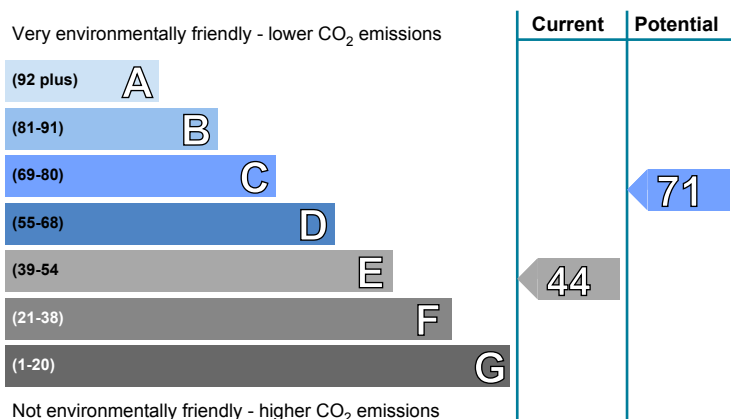 Very environmentally friendly - lower CO2 emissions
Current Potential
(92 plus) A
(81-91) B
(69-80) C
71
(55-68) D
(39-54 E
44
(21-38) F
(1-20) G
Not environmentally friendly - higher CO2 emissions